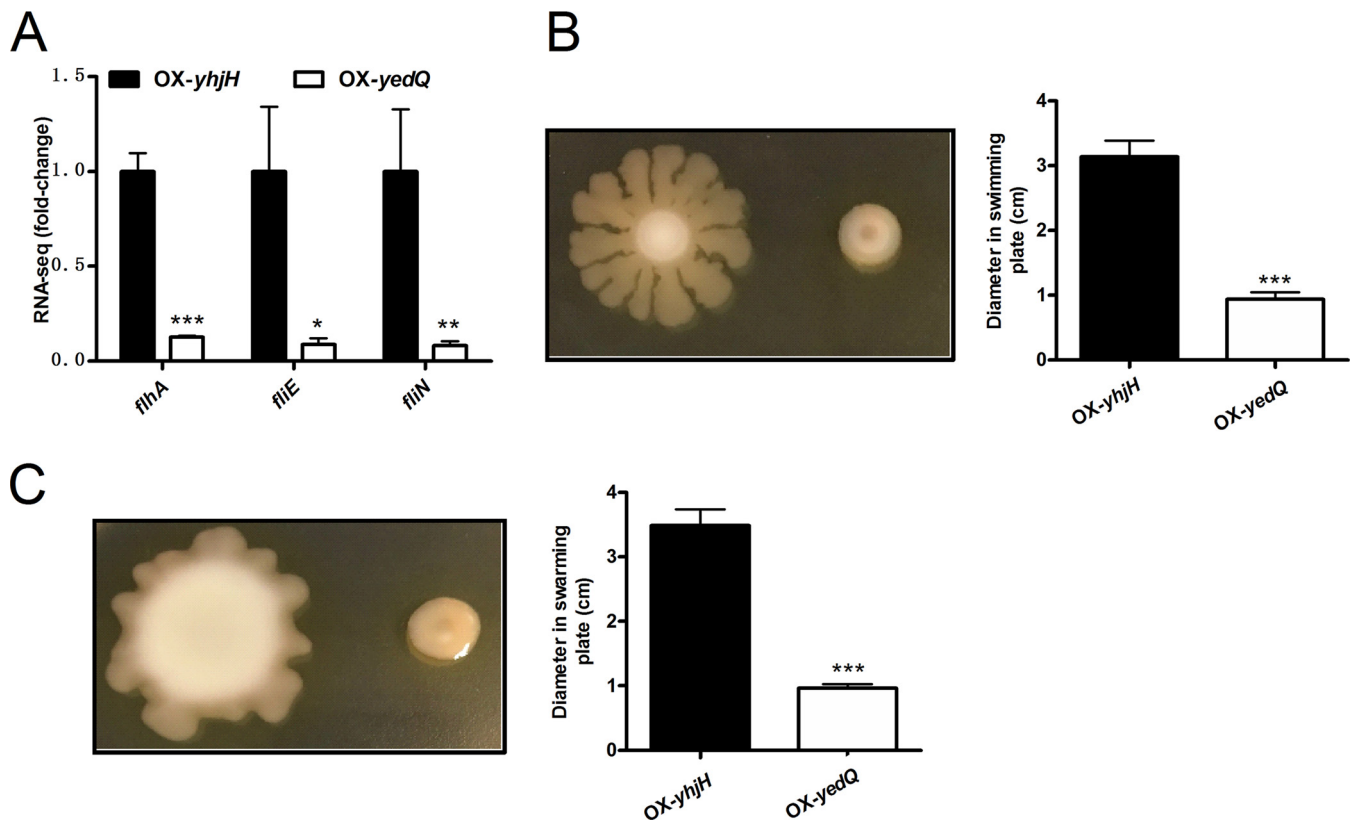 A
RNA-seq (fold-change)
1.5
1.0
0.5
0.0
OX-yhjH
OX-yedQ
***
*
**
flhA
fliE
fliN
B
Diameter in swimming
plate (cm)
4
3
2
1
0
***
OX-yhjH
OX-yedQ
C
Diameter in swarming
plate (cm)
4
3
2
1
0
***
OX-yhjH
OX-yedQ